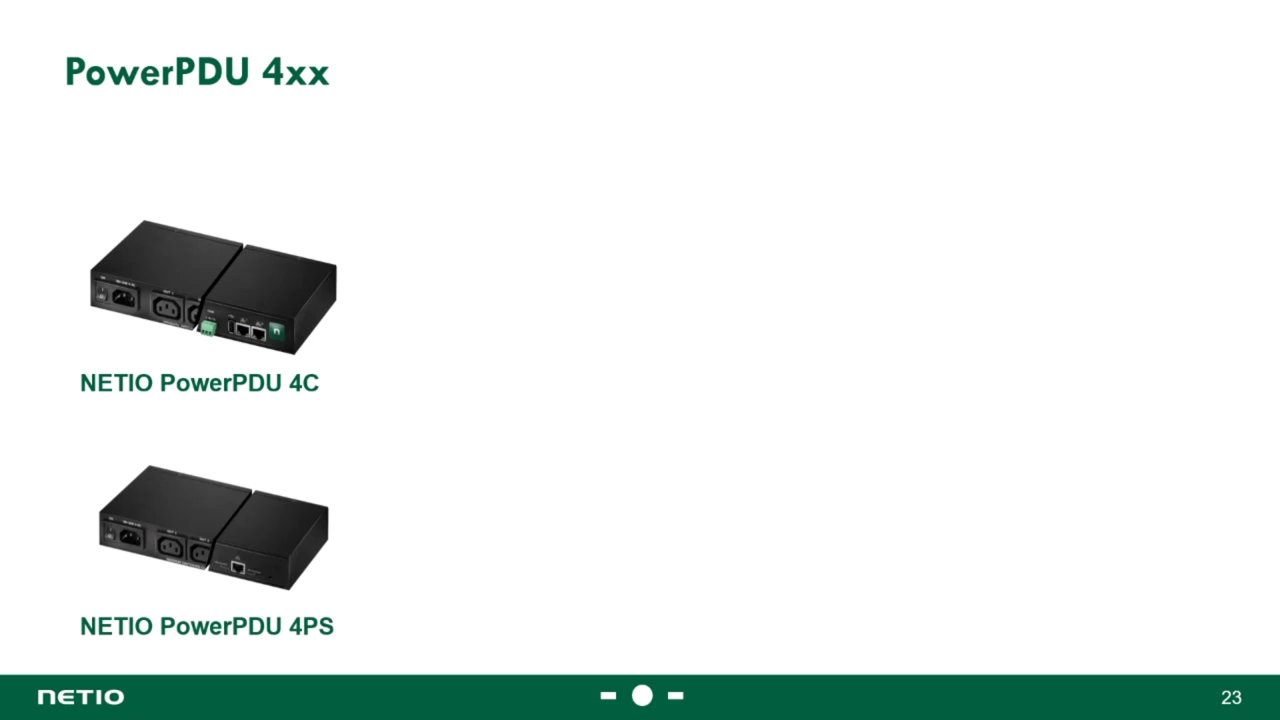 PowerPDU 4xx
NETIO PowerPDU 4C
NETIO PowerPDU 4PS
NETIO
23